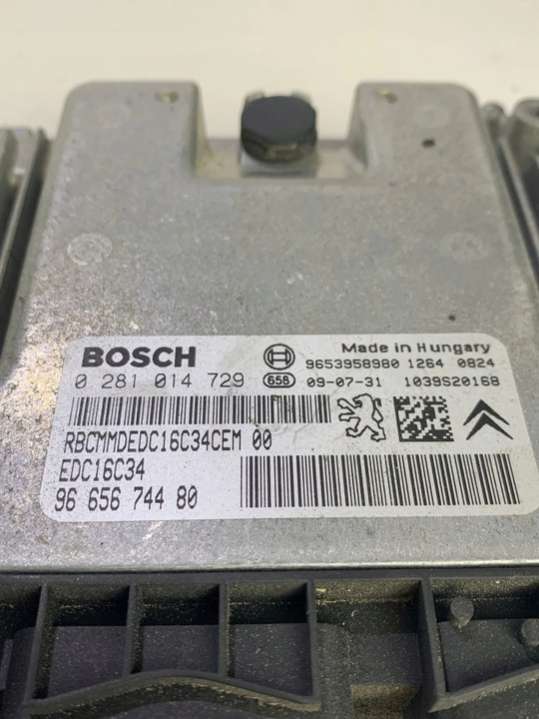 BOSCH
Made in Hungary
9653958980 1264 0824
0 281 014 729 658 09-07-31 1039S20168
RBCMMDEDC16C34CEM 00
EDC16C34
96 656 744 80